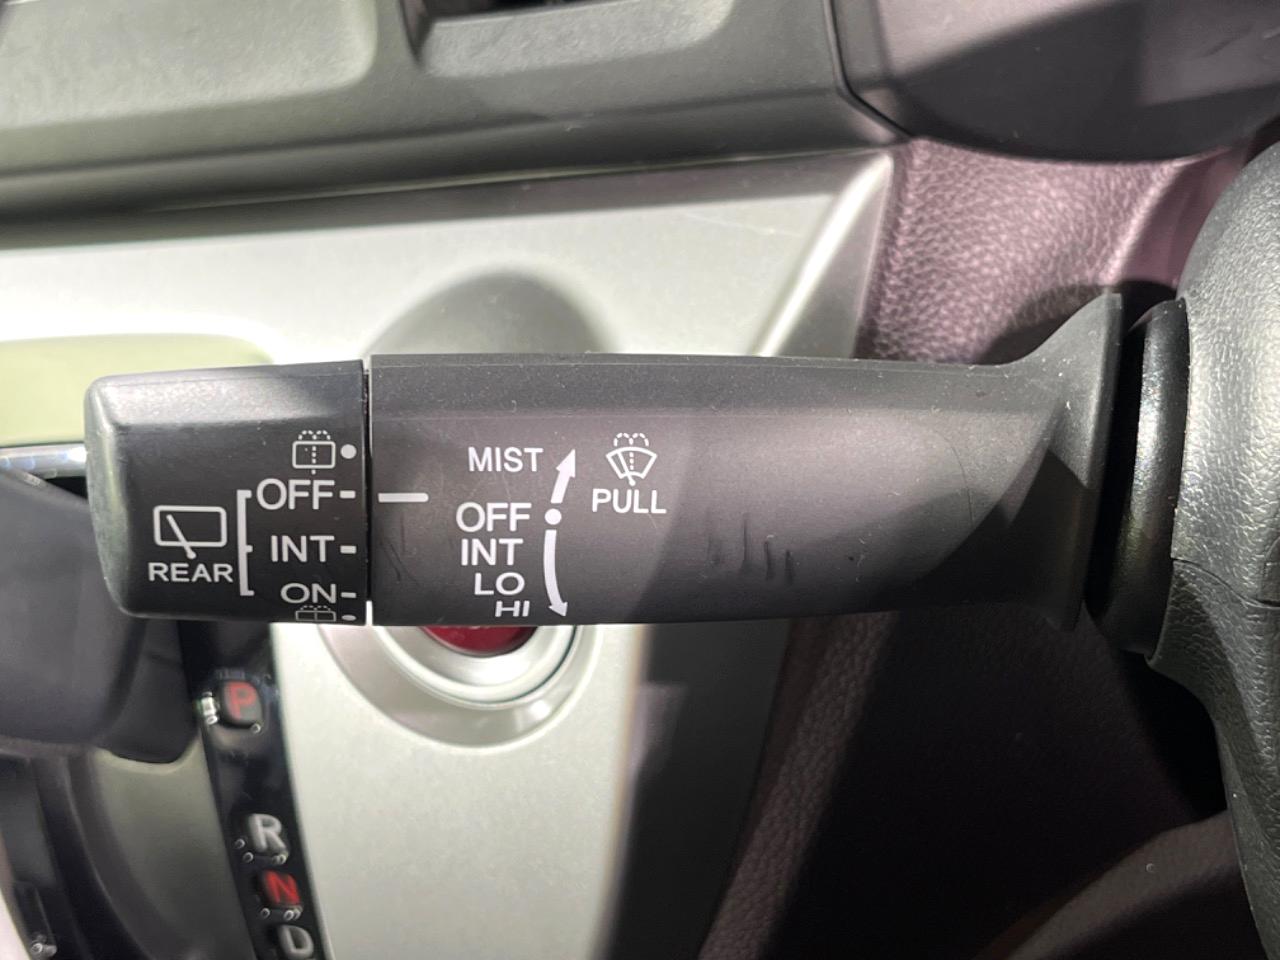 MIST
PULL
OFF
OFF
INT
INT
LO
HI
REAR
ON
P
R
N
D